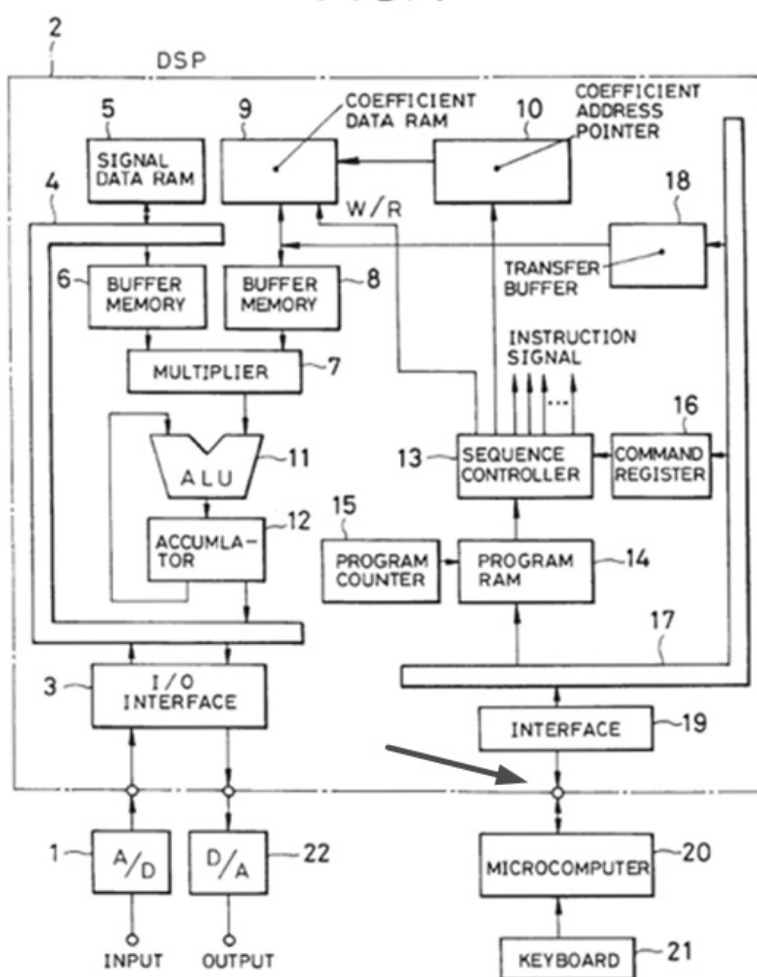 2
DSP
5
9
COEFFICIENT
DATA RAM
10
COEFFICIENT
ADDRESS
POINTER
SIGNAL
DATA RAM
4
W/R
18
6
BUFFER
MEMORY
BUFFER
MEMORY
8
TRANSFER
BUFFER
INSTRUCTION
SIGNAL
MULTIPLIER
7
16
ALU
11
13
SEQUENCE
CONTROLLER
COMMAND
REGISTER
12
15
ACCUMLA-
TOR
PROGRAM
COUNTER
PROGRAM
RAM
14
17
3
I/O
INTERFACE
INTERFACE
19
1
A/D
D/A
22
MICROCOMPUTER
20
INPUT
OUTPUT
KEYBOARD
21